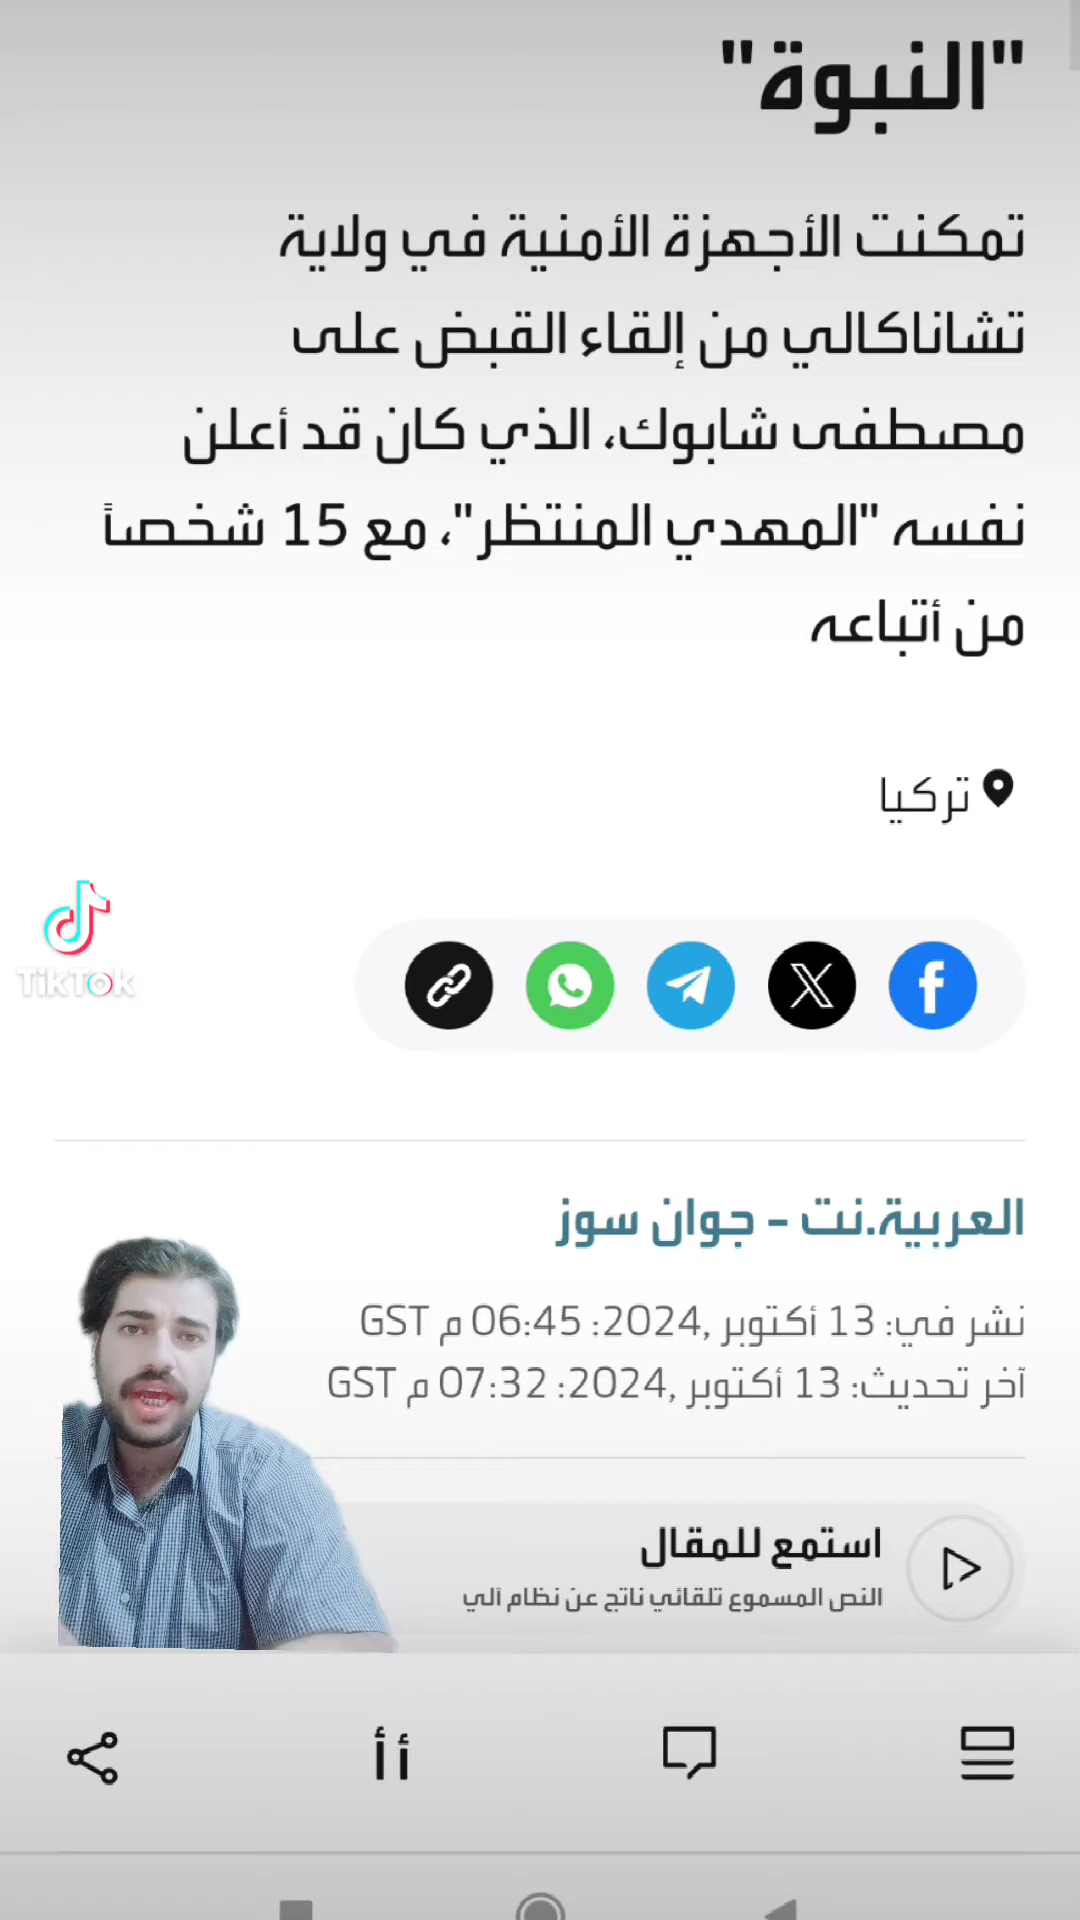 "النبوة"
تمكنت الأجهزة الأمنية في ولاية
تشاناكالي من إلقاء القبض على
مصطفى شابوك، الذي كان قد أعلن
نفسه "المهدي المنتظر"، مع 15 شخصاً
من أتباعه
تركيا
TikTok
العربية.نت - جوان سوز
نشر في: 13 أكتوبر ,2024: 06:45 م GST
آخر تحديث: 13 أكتوبر ,2024: 07:32 م GST
استمع للمقال
النص المسموع تلقائي ناتج عن نظام آلي
أأ